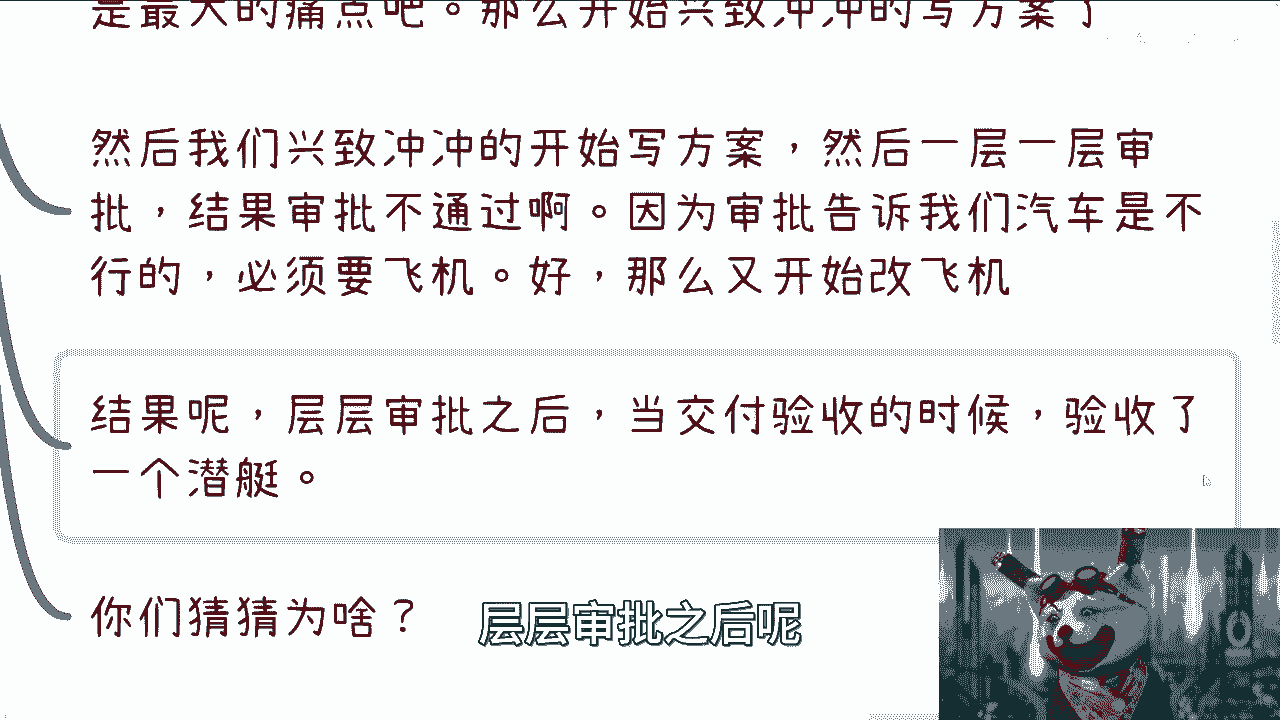 是最大的痛点吧。那么开始兴致冲冲的写方案了
然后我们兴致冲冲的开始写方案，然后一层一层审
批，结果审批不通过啊。因为审批告诉我们汽车是不
行的，必须要飞机。好，那么又开始改飞机
结果呢，层层审批之后，当交付验收的时候，验收了
一个潜艇。
你们猜猜为啥？
层层审批之后呢